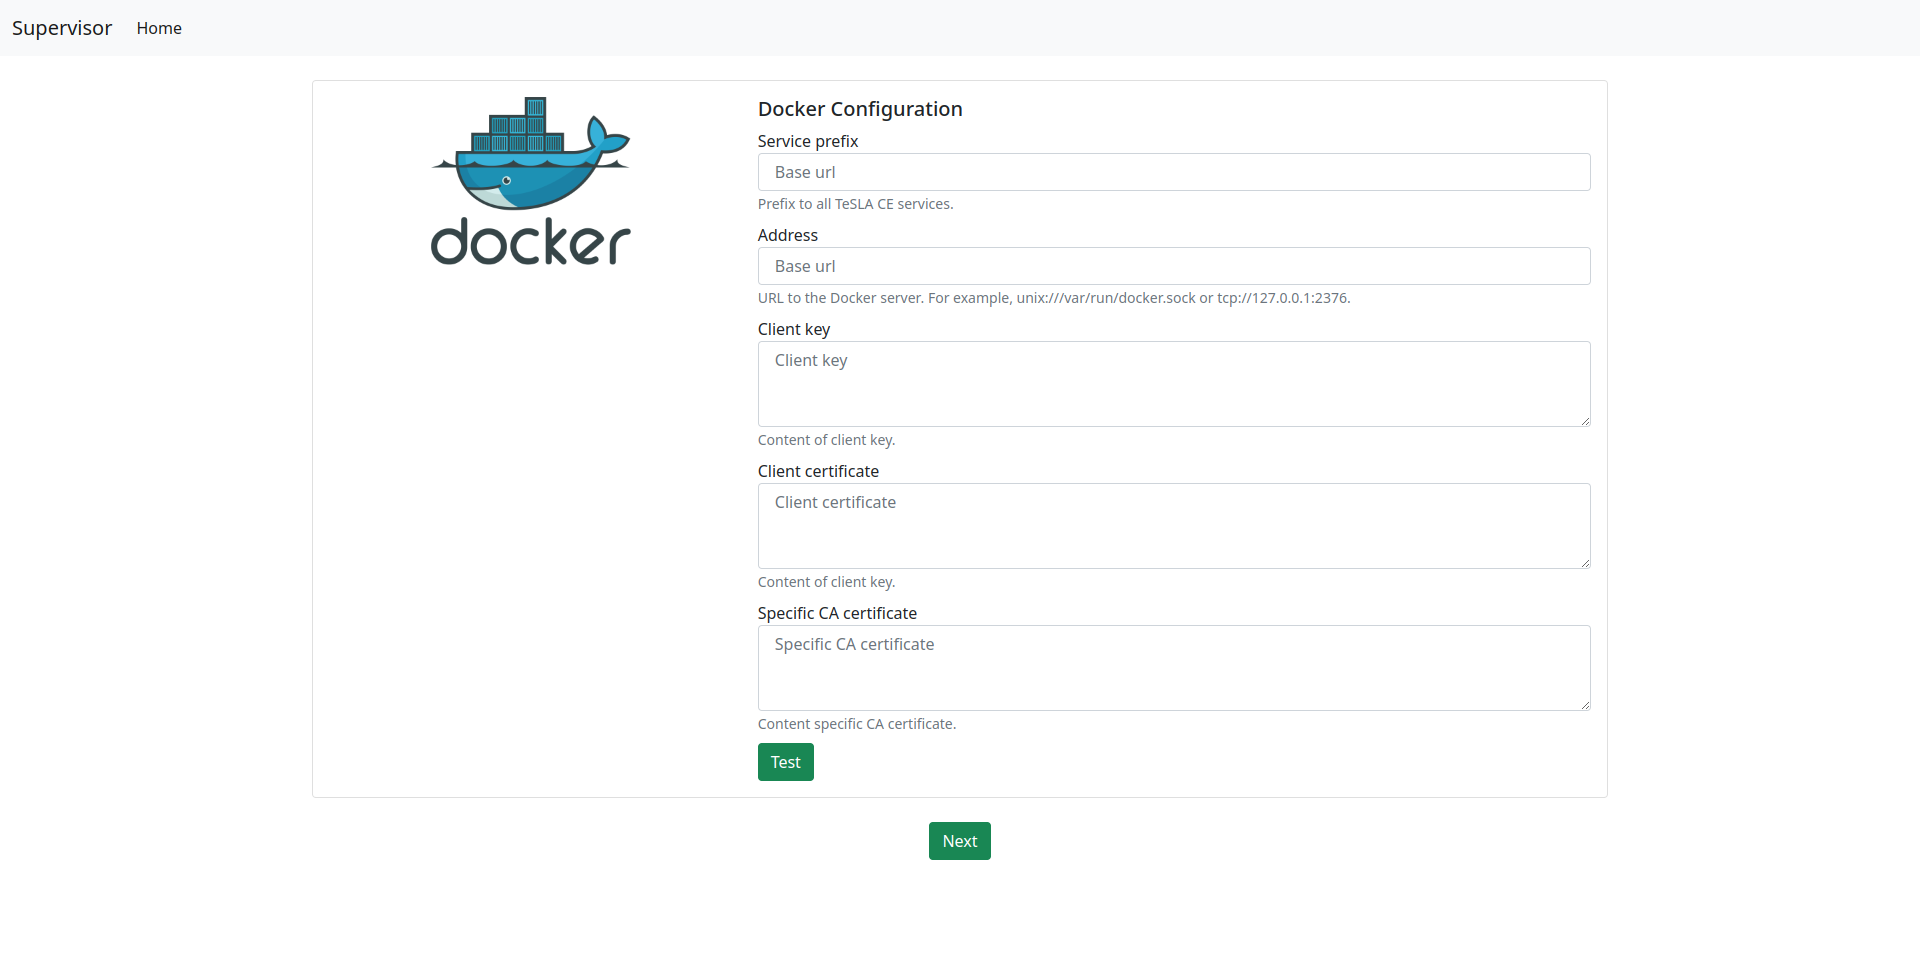 Supervisor Home
docker
Docker Configuration
Service prefix
Base url
Prefix to all TeSLA CE services.
Address
Base url
URL to the Docker server. For example, unix:///var/run/docker.sock or tcp://127.0.0.1:2376.
Client key
Client key
Content of client key.
Client certificate
Client certificate
Content of client key.
Specific CA certificate
Specific CA certificate
Content specific CA certificate.
Test
Next